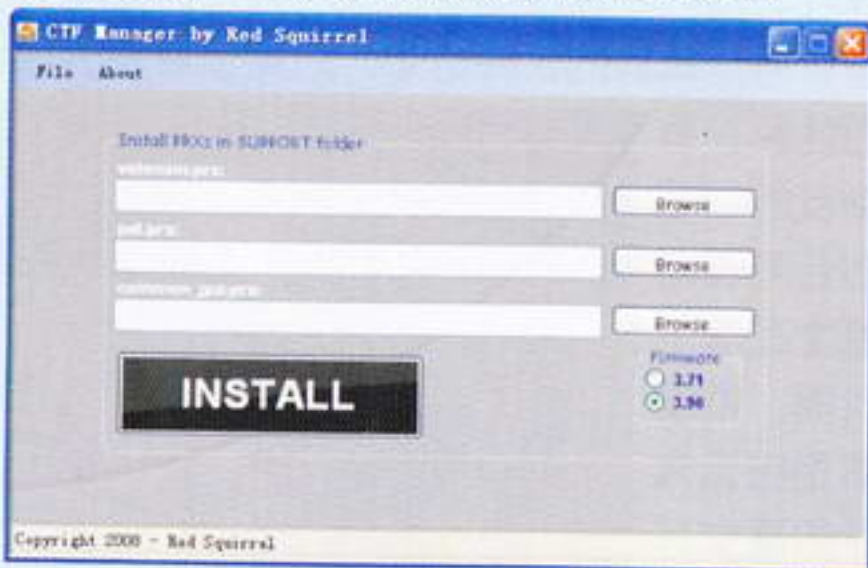 CTF Manager by Red Squirrel
File About
Install PRXs in SUPPORT folder
Browse
Browse
Browse
INSTALL
Firmware
3.71
3.90
Copyright 2008 - Red Squirrel